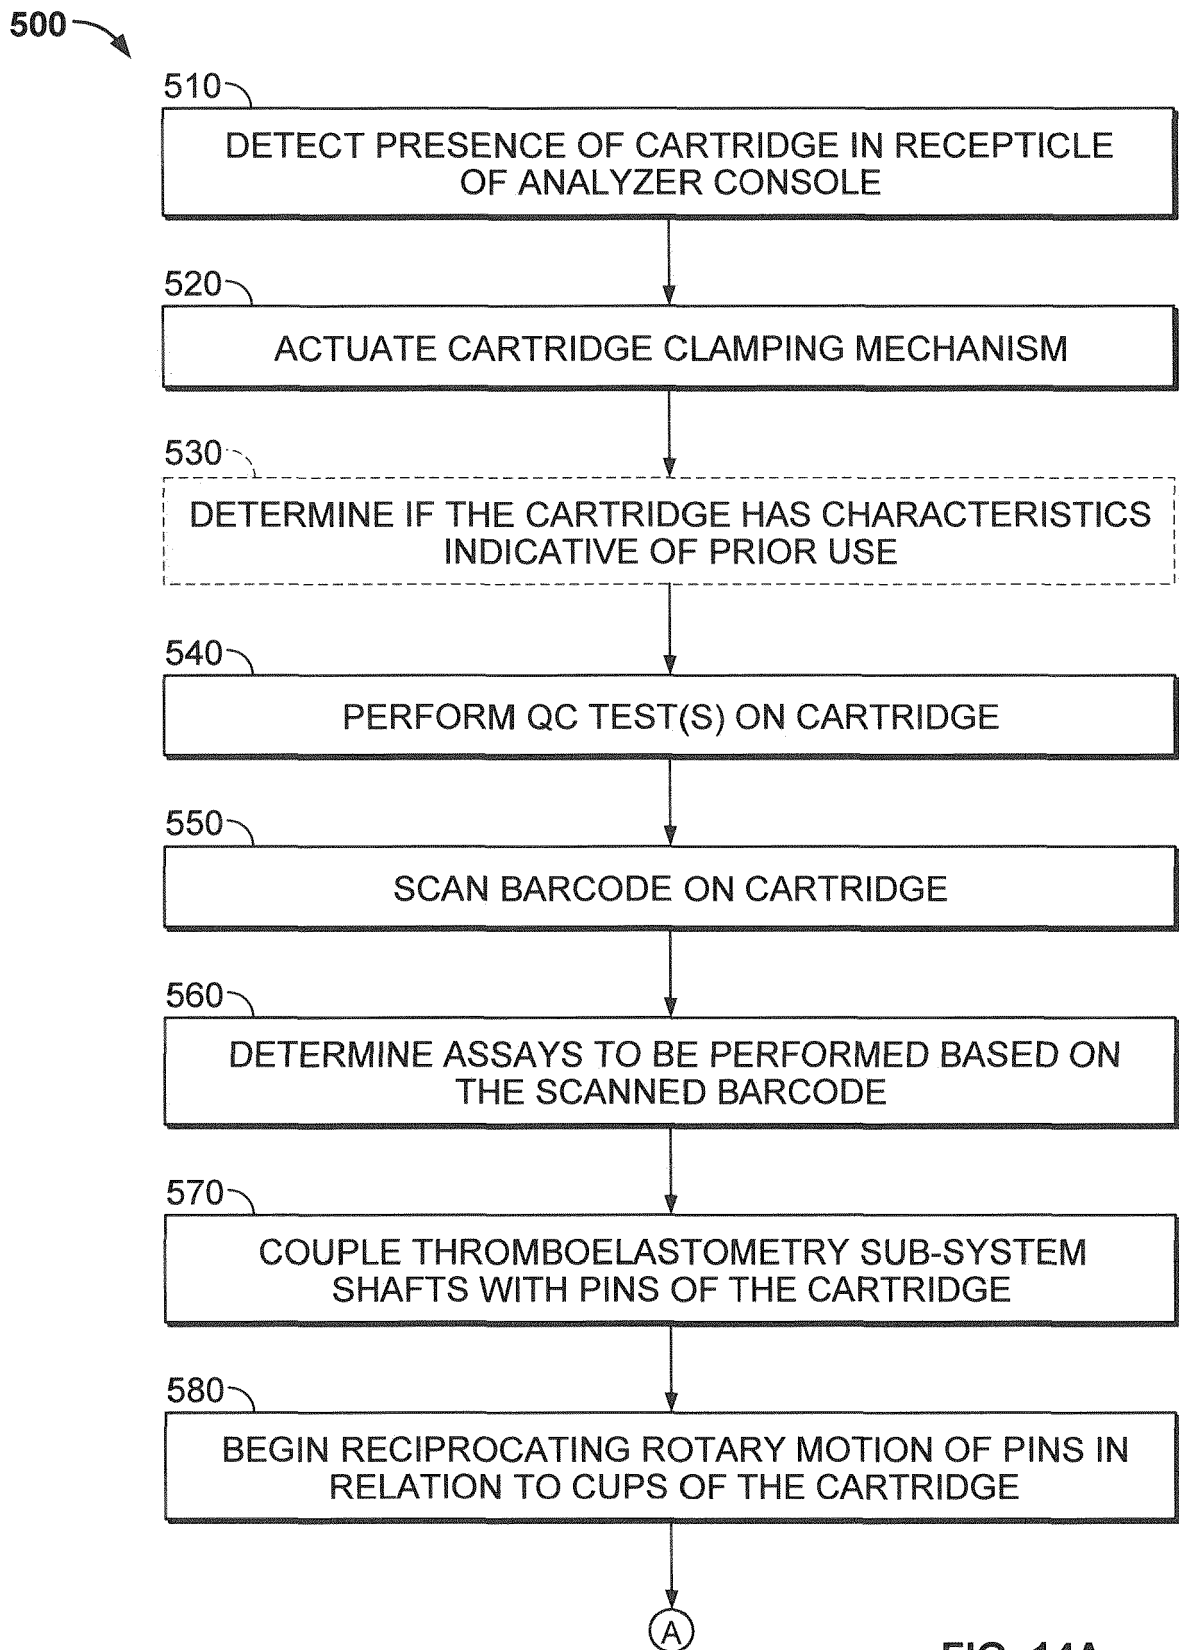 500
510
DETECT PRESENCE OF CARTRIDGE IN RECEPTICLE
OF ANALYZER CONSOLE
520
ACTUATE CARTRIDGE CLAMPING MECHANISM
530
DETERMINE IF THE CARTRIDGE HAS CHARACTERISTICS
INDICATIVE OF PRIOR USE
540
PERFORM QC TEST(S) ON CARTRIDGE
550
SCAN BARCODE ON CARTRIDGE
560
DETERMINE ASSAYS TO BE PERFORMED BASED ON
THE SCANNED BARCODE
570
COUPLE THROMBOELASTOMETRY SUB-SYSTEM
SHAFTS WITH PINS OF THE CARTRIDGE
580
BEGIN RECIPROCATING ROTARY MOTION OF PINS IN
RELATION TO CUPS OF THE CARTRIDGE
A
FIG. 14A